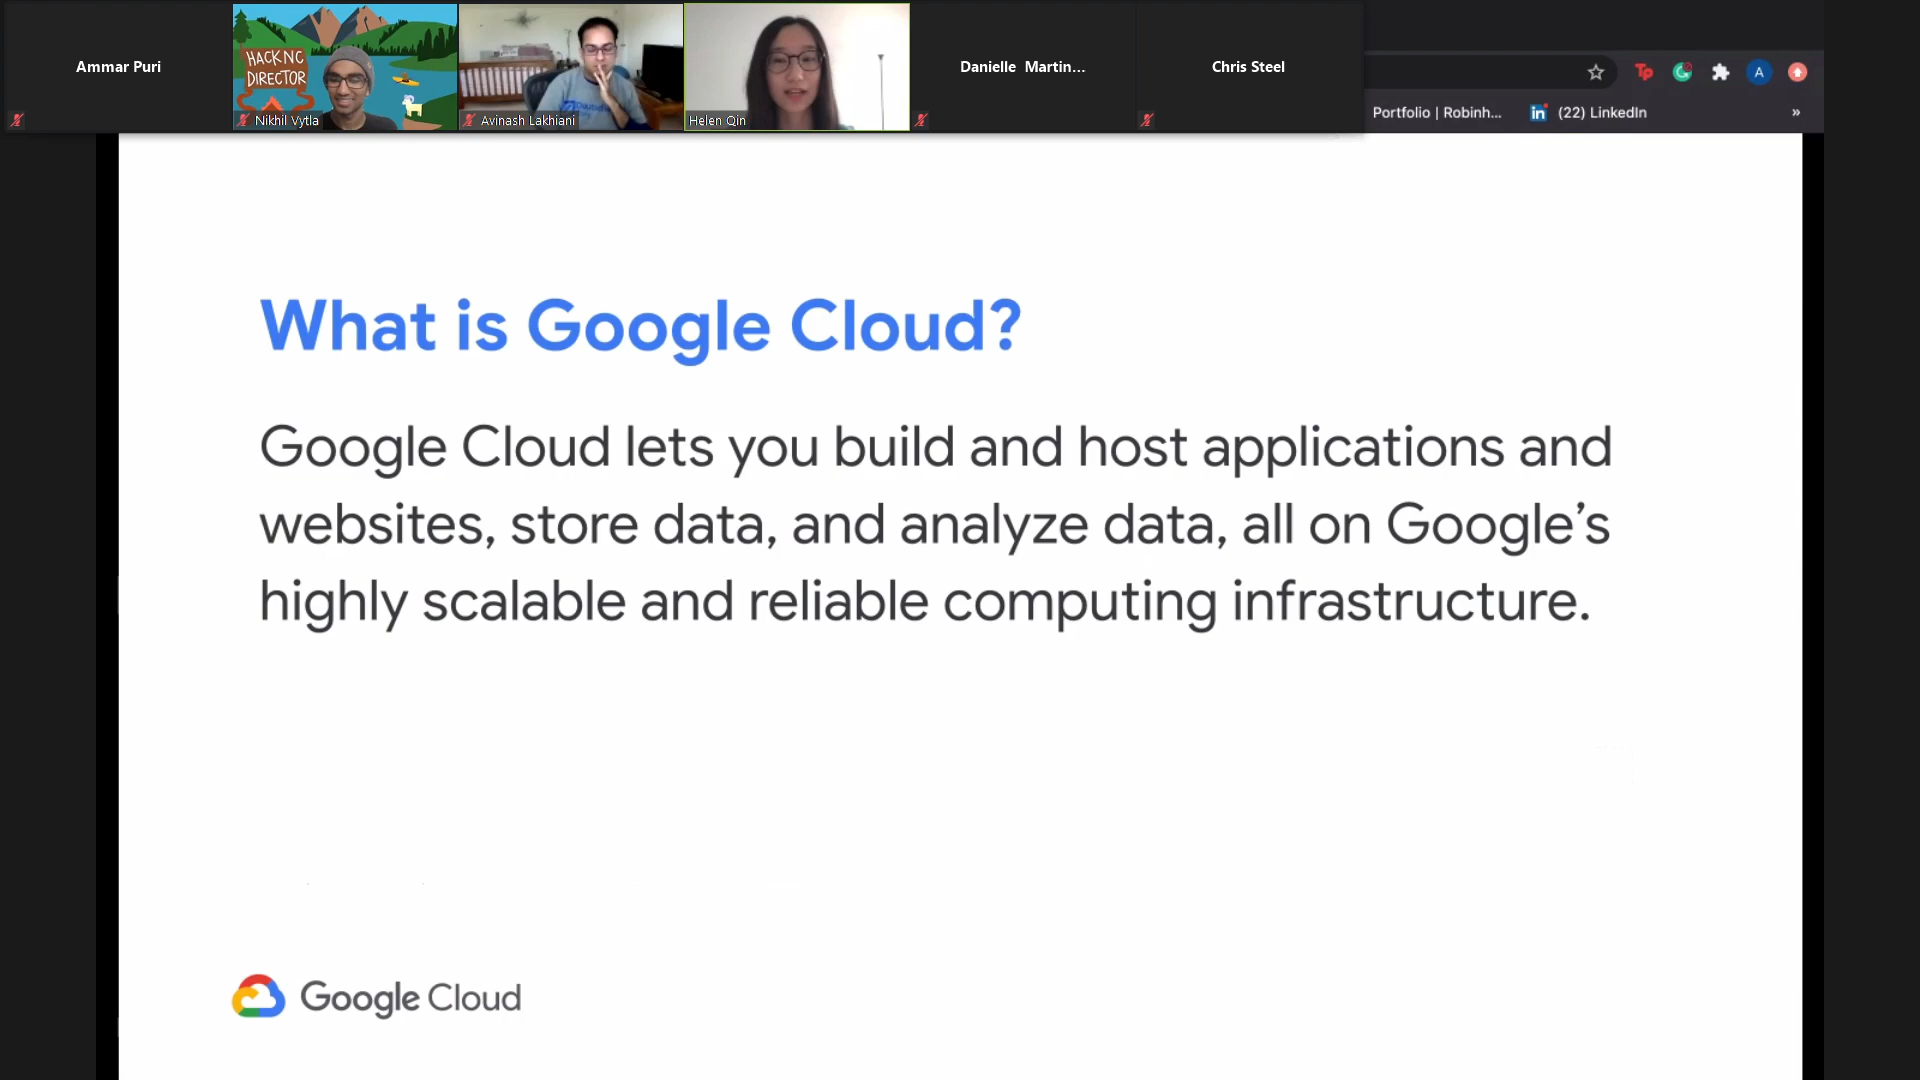 Ammar Puri
HACK NC
DIRECTOR
Nikhil Vytla
Avinash Lakhiani
Helen Qin
Danielle Martin...
Chris Steel
Tp
A
Portfolio | Robinh...
in
(22) LinkedIn
»
What is Google Cloud?
Google Cloud lets you build and host applications and
websites, store data, and analyze data, all on Google’s
highly scalable and reliable computing infrastructure.
Google Cloud